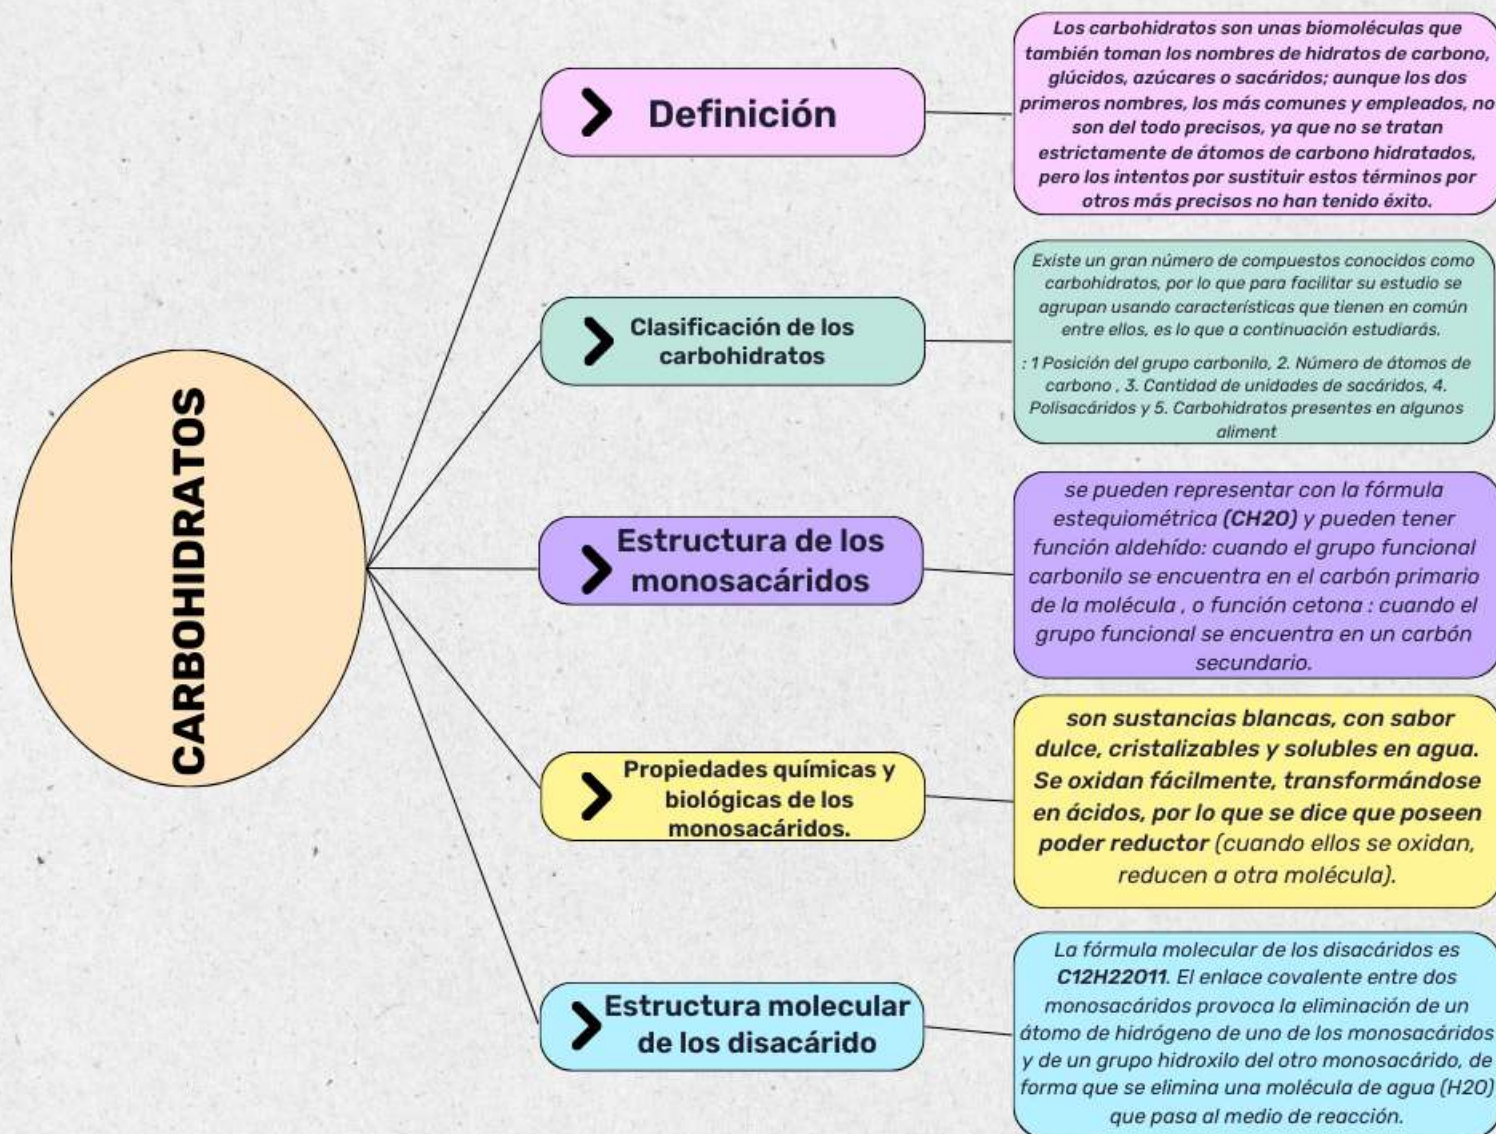 CARBOHIDRATOS
Definición
Los carbohidratos son unas biomoléculas que
también toman los nombres de hidratos de carbono,
glúcidos, azúcares o sacáridos; aunque los dos
primeros nombres, los más comunes y empleados, no
son del todo precisos, ya que no se tratan
estrictamente de átomos de carbono hidratados,
pero los intentos por sustituir estos términos por
otros más precisos no han tenido éxito.
Clasificación de los
carbohidratos
Existe un gran número de compuestos conocidos como
carbohidratos, por lo que para facilitar su estudio se
agrupan usando características que tienen en común
entre ellos, es lo que a continuación estudiarás.
: 1 Posición del grupo carbonilo, 2. Número de átomos de
carbono , 3. Cantidad de unidades de sacáridos, 4.
Polisacáridos y 5. Carbohidratos presentes en algunos
aliment
Estructura de los
monosacáridos
se pueden representar con la fórmula
estequiométrica (CH2O) y pueden tener
función aldehído: cuando el grupo funcional
carbonilo se encuentra en el carbón primario
de la molécula , o función cetona : cuando el
grupo funcional se encuentra en un carbón
secundario.
Propiedades químicas y
biológicas de los
monosacáridos.
son sustancias blancas, con sabor
dulce, cristalizables y solubles en agua.
Se oxidan fácilmente, transformándose
en ácidos, por lo que se dice que poseen
poder reductor (cuando ellos se oxidan,
reducen a otra molécula).
Estructura molecular
de los disacárido
La fórmula molecular de los disacáridos es
C12H22O11. El enlace covalente entre dos
monosacáridos provoca la eliminación de un
átomo de hidrógeno de uno de los monosacáridos
y de un grupo hidroxilo del otro monosacárido, de
forma que se elimina una molécula de agua (H2O)
que pasa al medio de reacción.